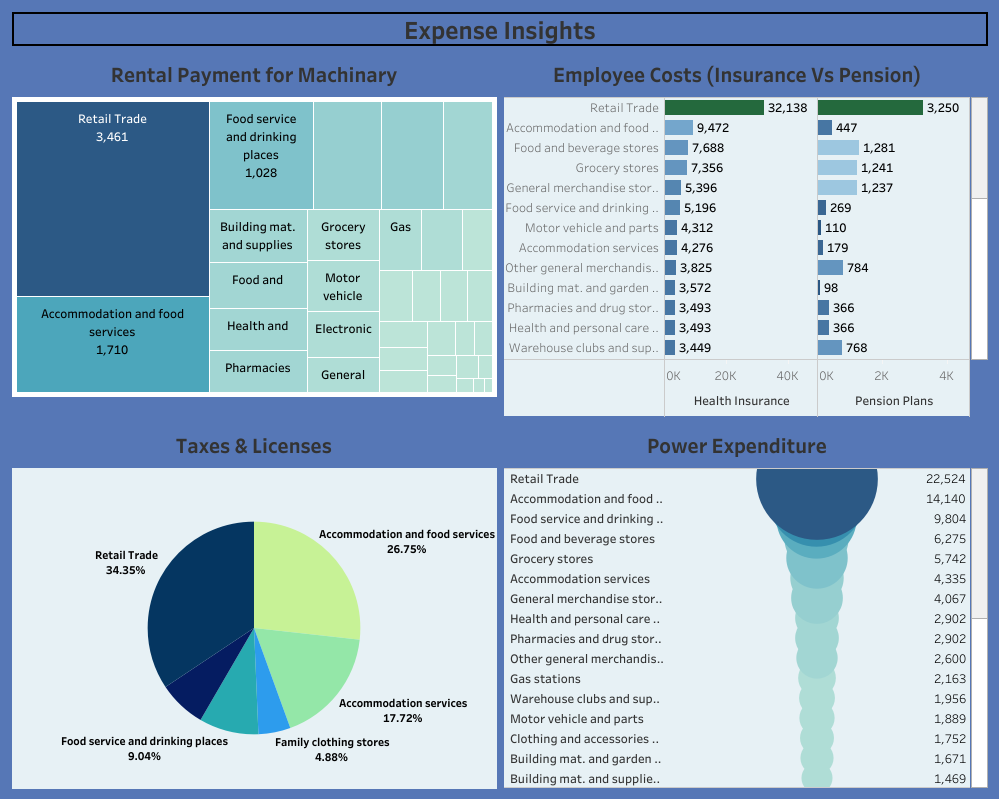 Expense Insights
Rental Payment for Machinary
Retail Trade
3,461
Accommodation and food
services
1,710
Food service
and drinking
places
1,028
Building mat.
and supplies
Food and
Health and
Pharmacies
Grocery
stores
Motor
vehicle
Electronic
General
Gas
Employee Costs (Insurance Vs Pension)
Retail Trade 32,138 3,250
Accommodation and food .. 9,472 447
Food and beverage stores 7,688 1,281
Grocery stores 7,356 1,241
General merchandise stor.. 5,396 1,237
Food service and drinking .. 5,196 269
Motor vehicle and parts 4,312 110
Accommodation services 4,276 179
Other general merchandis.. 3,825 784
Building mat. and garden .. 3,572 98
Pharmacies and drug stor.. 3,493 366
Health and personal care .. 3,493 366
Warehouse clubs and sup.. 3,449 768
0K 20K 40K 0K 2K 4K
Health Insurance Pension Plans
Taxes & Licenses
Accommodation and food services
26.75%
Retail Trade
34.35%
Accommodation services
17.72%
Food service and drinking places
9.04%
Family clothing stores
4.88%
Power Expenditure
Retail Trade 22,524
Accommodation and food .. 14,140
Food service and drinking .. 9,804
Food and beverage stores 6,275
Grocery stores 5,742
Accommodation services 4,335
General merchandise stor.. 4,067
Health and personal care .. 2,902
Pharmacies and drug stor.. 2,902
Other general merchandis.. 2,600
Gas stations 2,163
Warehouse clubs and sup.. 1,956
Motor vehicle and parts 1,889
Clothing and accessories .. 1,752
Building mat. and garden .. 1,671
Building mat. and supplie.. 1,469